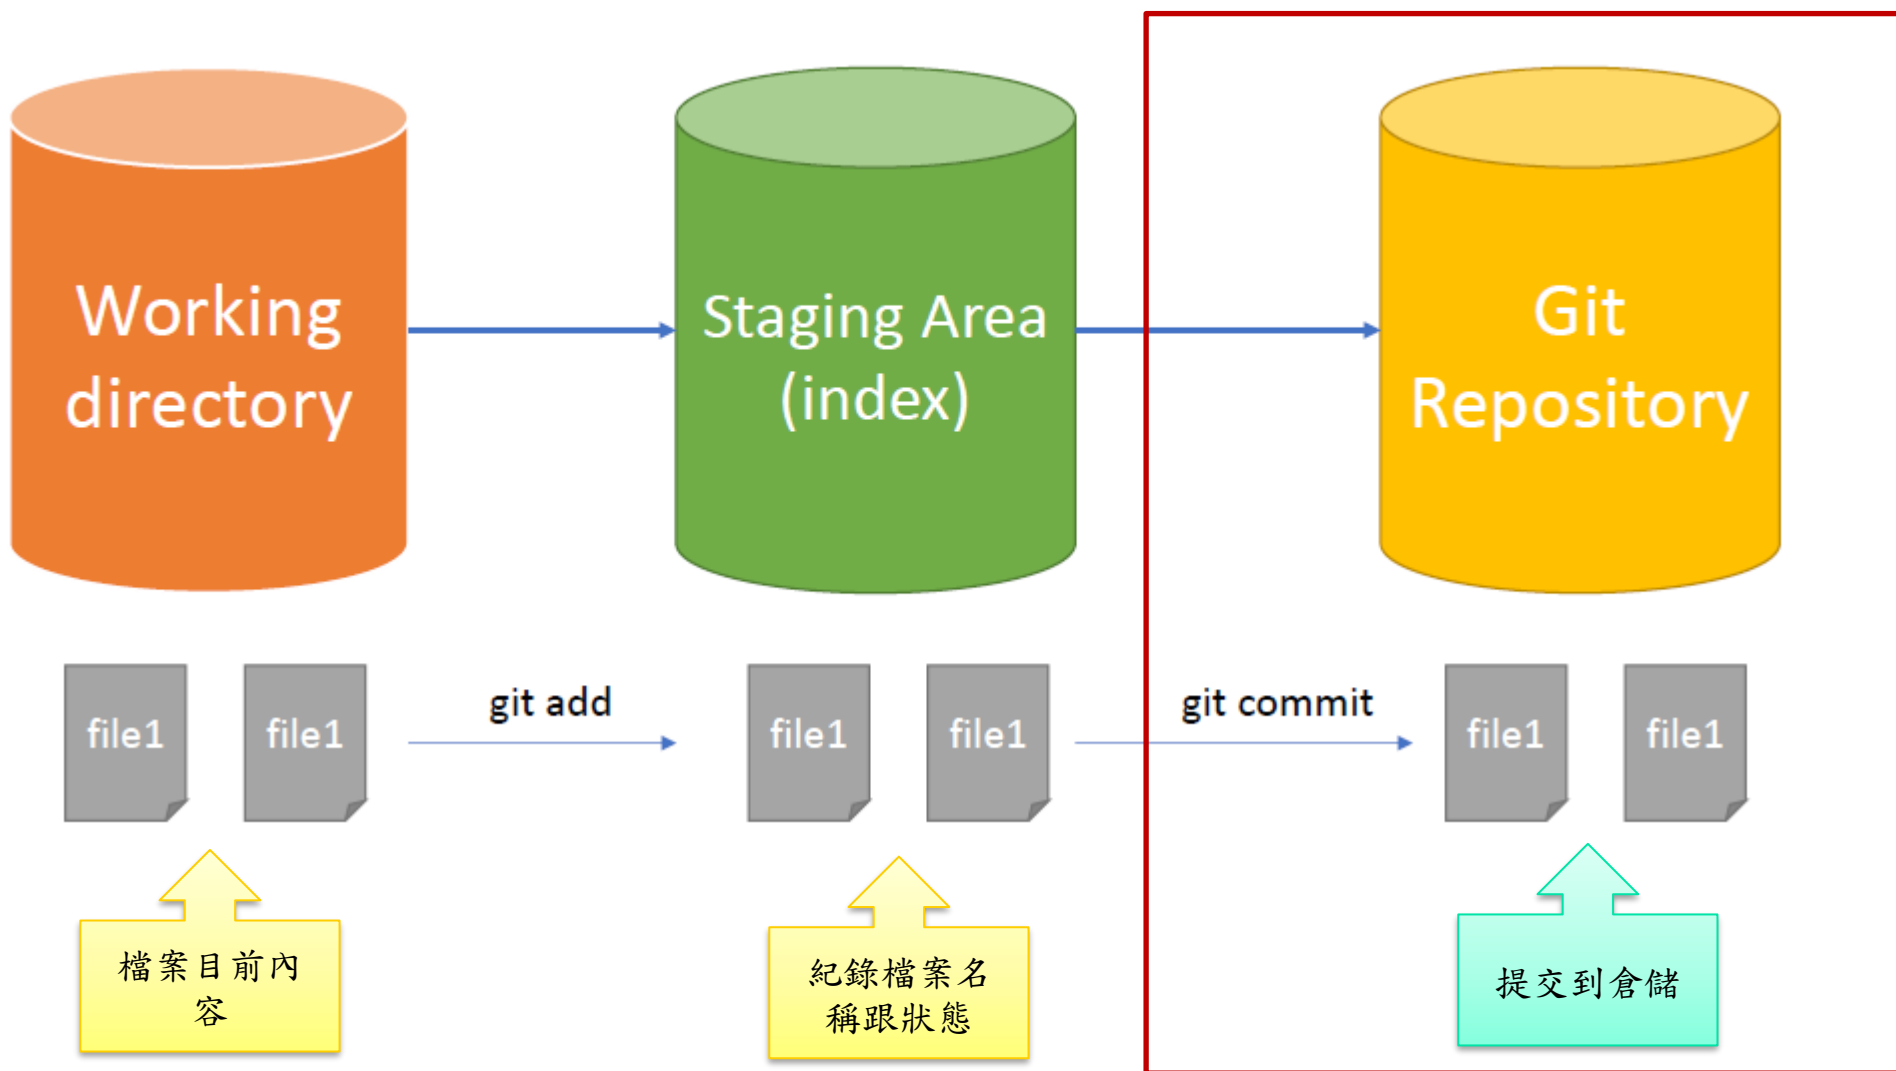 Working
directory
Staging Area
(index)
Git
Repository
file1
file1
git add
file1
file1
git commit
file1
file1
檔案目前內
容
紀錄檔案名
稱跟狀態
提交到倉儲